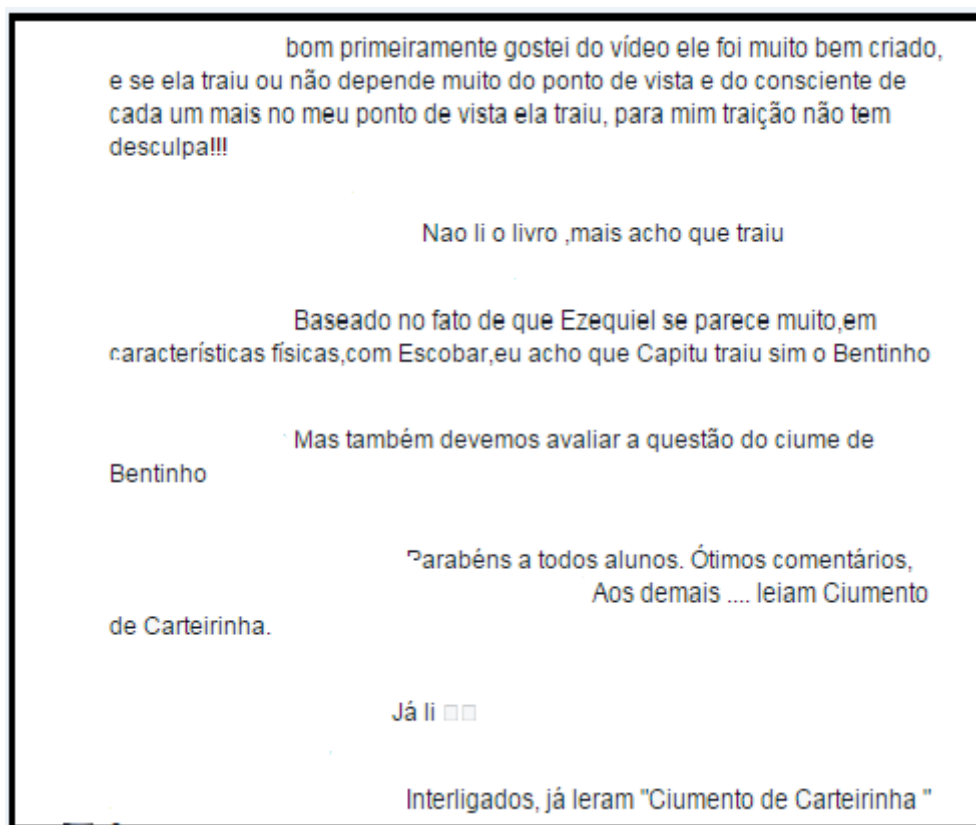 bom primeiramente gostei do vídeo ele foi muito bem criado,
e se ela traiu ou não depende muito do ponto de vista e do consciente de
cada um mais no meu ponto de vista ela traiu, para mim traição não tem
desculpa!!!
Nao li o livro ,mais acho que traiu
Baseado no fato de que Ezequiel se parece muito,em
características físicas,com Escobar,eu acho que Capitu traiu sim o Bentinho
Mas também devemos avaliar a questão do ciume de
Bentinho
Parabéns a todos alunos. Ótimos comentários,
Aos demais .... leiam Ciumento
de Carteirinha.
Já li □□
Interligados, já leram "Ciumento de Carteirinha "